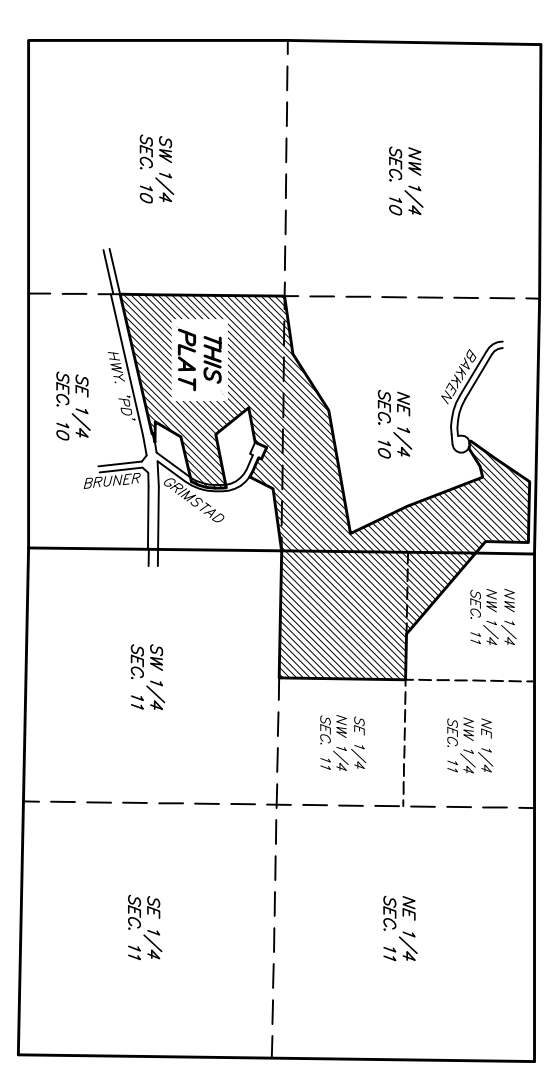 NW 1/4
SEC. 10
NE 1/4
SEC. 10
BAKKEN
NW 1/4
NW 1/4
SEC. 11
NE 1/4
NW 1/4
SEC. 11
NE 1/4
SEC. 11
SE 1/4
NW 1/4
SEC. 11
SW 1/4
SEC. 10
THIS
PLAT
HWY. 'PD'
SE 1/4
SEC. 10
GRIMSTAD
BRUNER
SW 1/4
SEC. 11
SE 1/4
SEC. 11